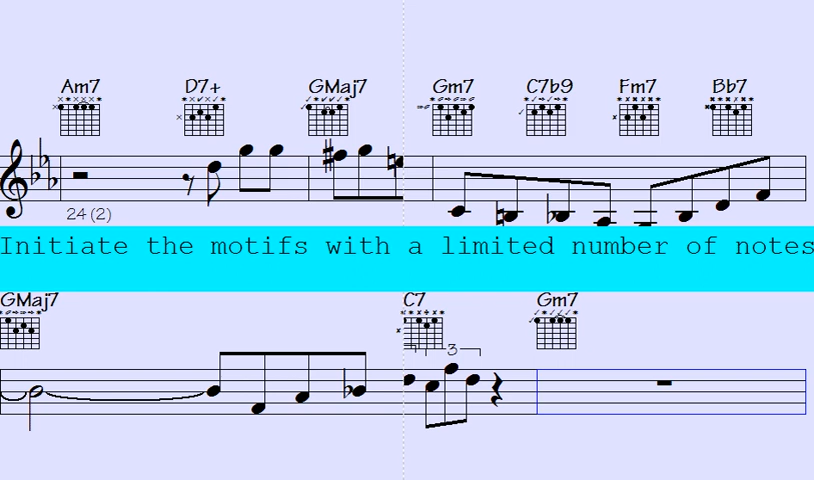 Am7 D7+ GMaj7 Gm7 C7b9 Fm7 Bb7
24 (2)
Initiate the motifs with a limited number of notes
GMaj7 C7 Gm7
3